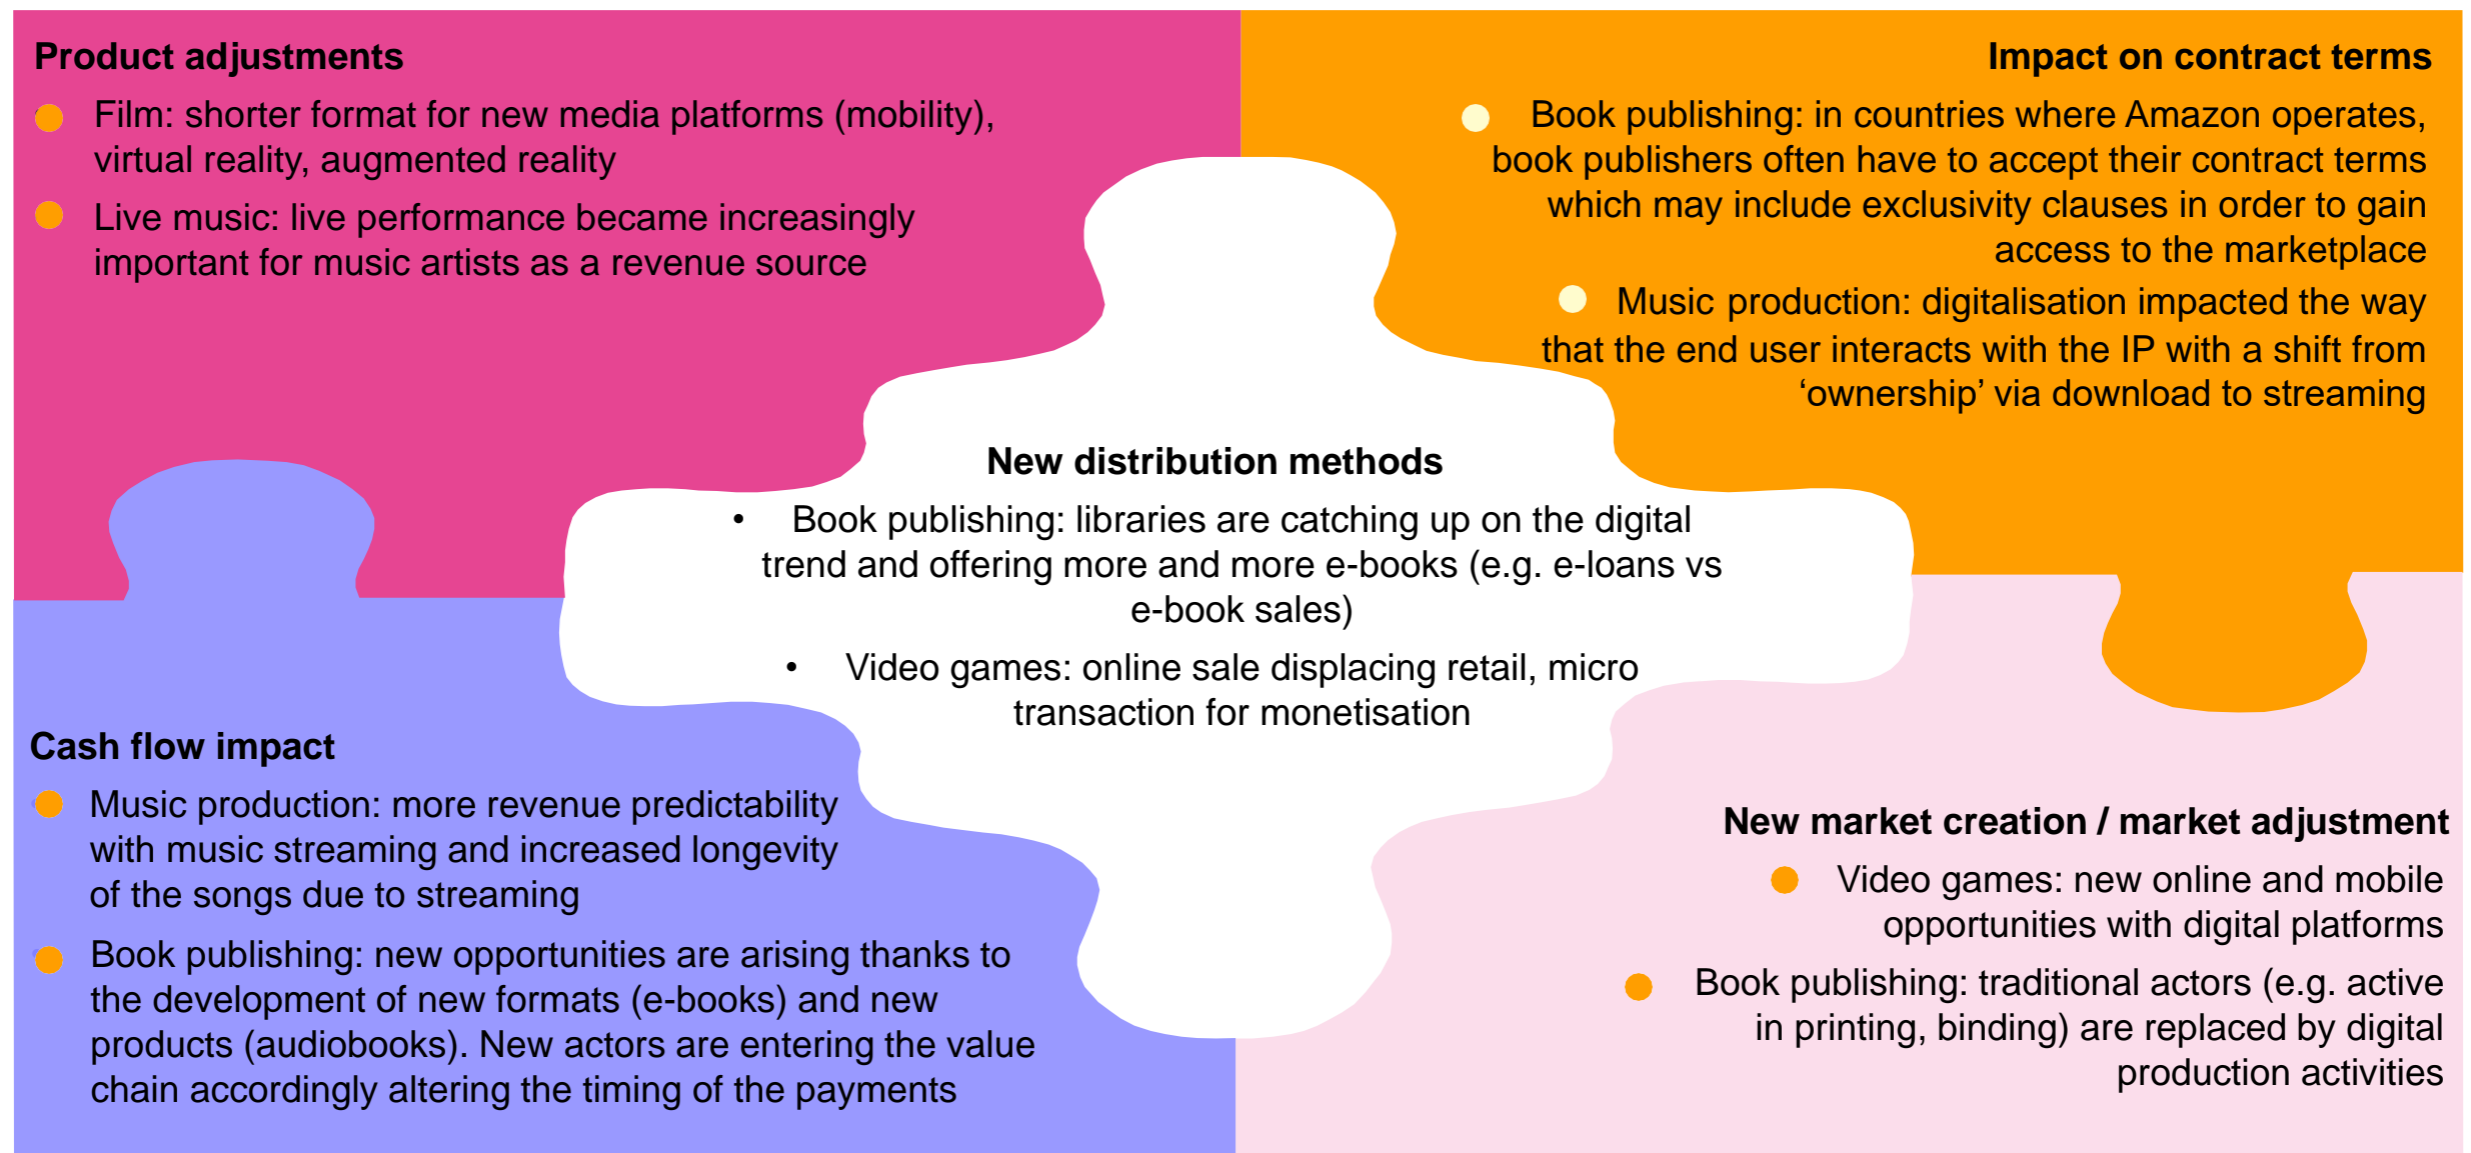 Product adjustments
Film: shorter format for new media platforms (mobility),
virtual reality, augmented reality
Live music: live performance became increasingly
important for music artists as a revenue source
Impact on contract terms
Book publishing: in countries where Amazon operates,
book publishers often have to accept their contract terms
which may include exclusivity clauses in order to gain
access to the marketplace
Music production: digitalisation impacted the way
that the end user interacts with the IP with a shift from
‘ownership’ via download to streaming
New distribution methods
• Book publishing: libraries are catching up on the digital
trend and offering more and more e-books (e.g. e-loans vs
e-book sales)
• Video games: online sale displacing retail, micro
transaction for monetisation
Cash flow impact
Music production: more revenue predictability
with music streaming and increased longevity
of the songs due to streaming
Book publishing: new opportunities are arising thanks to
the development of new formats (e-books) and new
products (audiobooks). New actors are entering the value
chain accordingly altering the timing of the payments
New market creation / market adjustment
Video games: new online and mobile
opportunities with digital platforms
Book publishing: traditional actors (e.g. active
in printing, binding) are replaced by digital
production activities